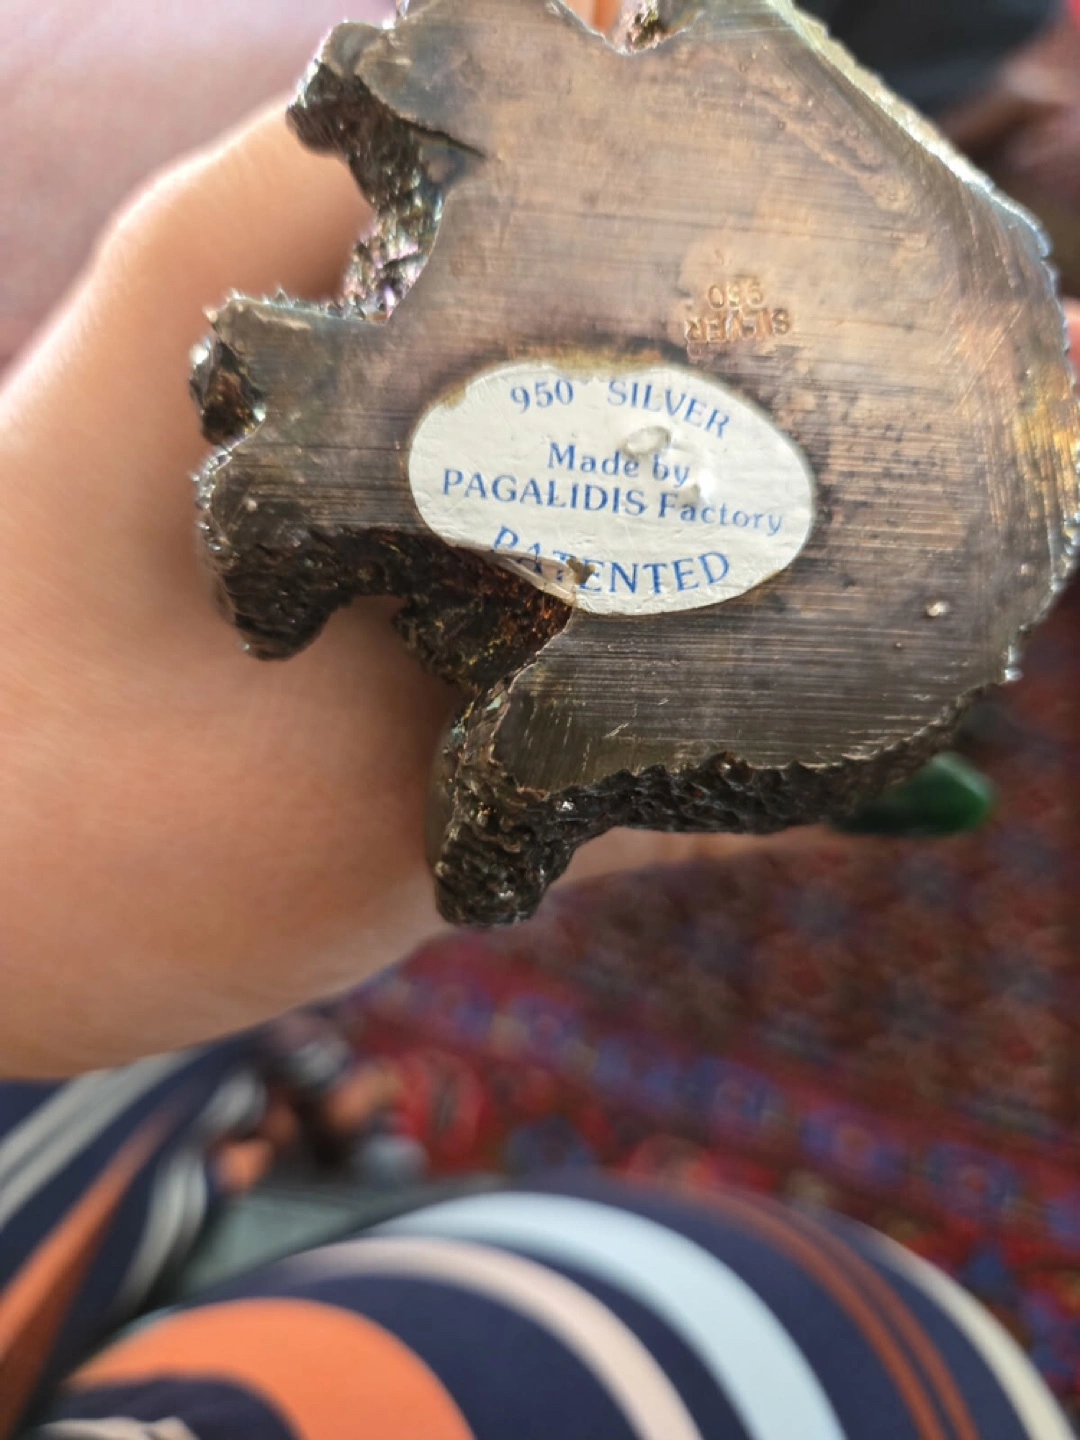 950
SILVER
950 SILVER
Made by
PAGALIDIS Factory
PATENTED